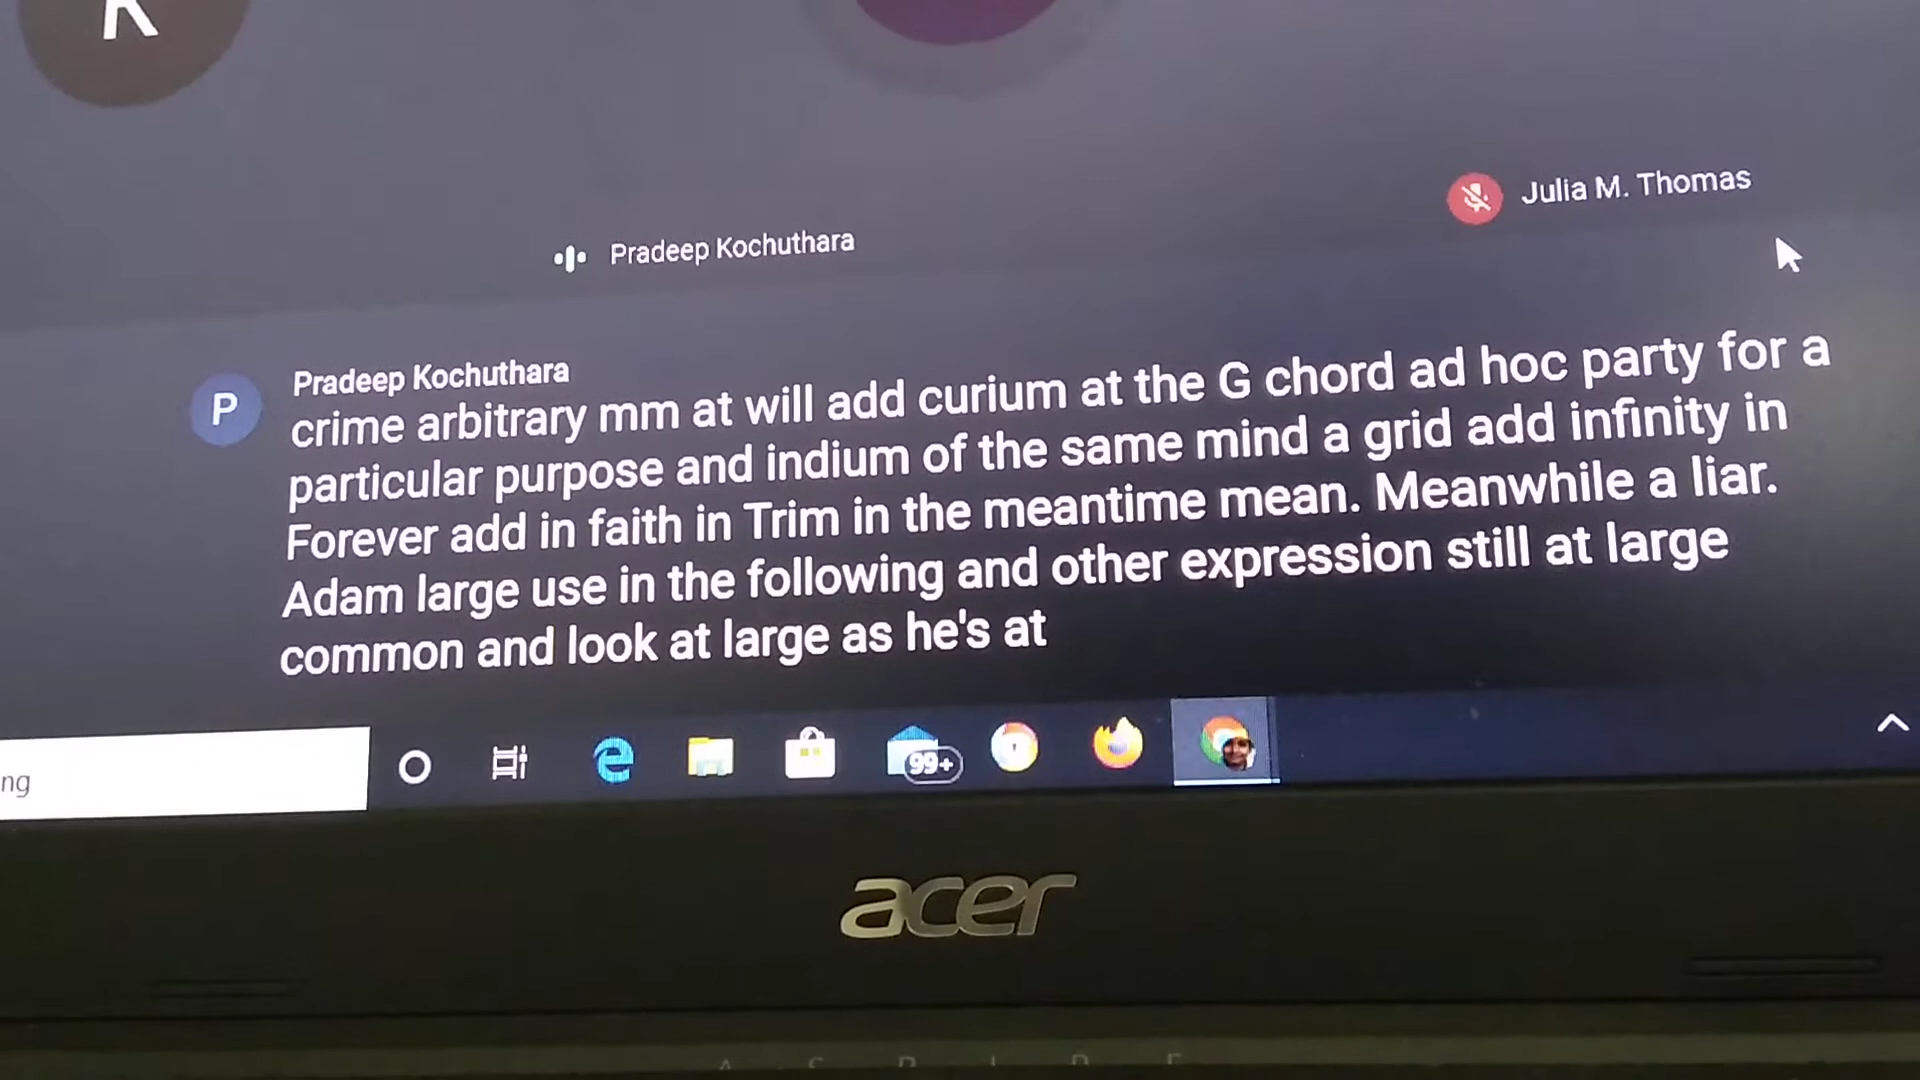 K
Julia M. Thomas
Pradeep Kochuthara
P
Pradeep Kochuthara
crime arbitrary mm at will add curium at the G chord ad hoc party for a
particular purpose and indium of the same mind a grid add infinity in
Forever add in faith in Trim in the meantime mean. Meanwhile a liar.
Adam large use in the following and other expression still at large
common and look at large as he's at
ng
99+
acer